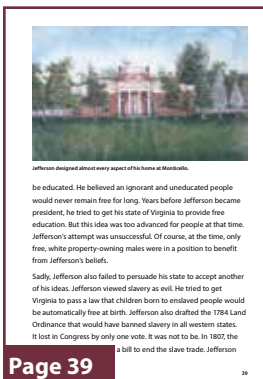 Jefferson designed almost every aspect of his home at Monticello.
be educated. He believed an ignorant and uneducated people
would never remain free for long. Years before Jefferson became
president, he tried to get his state of Virginia to provide free
education. But this idea was too advanced for people at that time.
Jefferson's attempt was unsuccessful. Of course, at the time, only
free, white property-owning males were in a position to benefit
from Jefferson's beliefs.
Sadly, Jefferson also failed to persuade his state to accept another
of his ideas. Jefferson viewed slavery as evil. He tried to get
Virginia to pass a law that children born to enslaved people would
be automatically free at birth. Jefferson also drafted the 1784 Land
Ordinance that would have banned slavery in all western states.
It lost in Congress by only one vote. It was not to be. In 1807, the
a bill to end the slave trade. Jefferson
Page 39
39